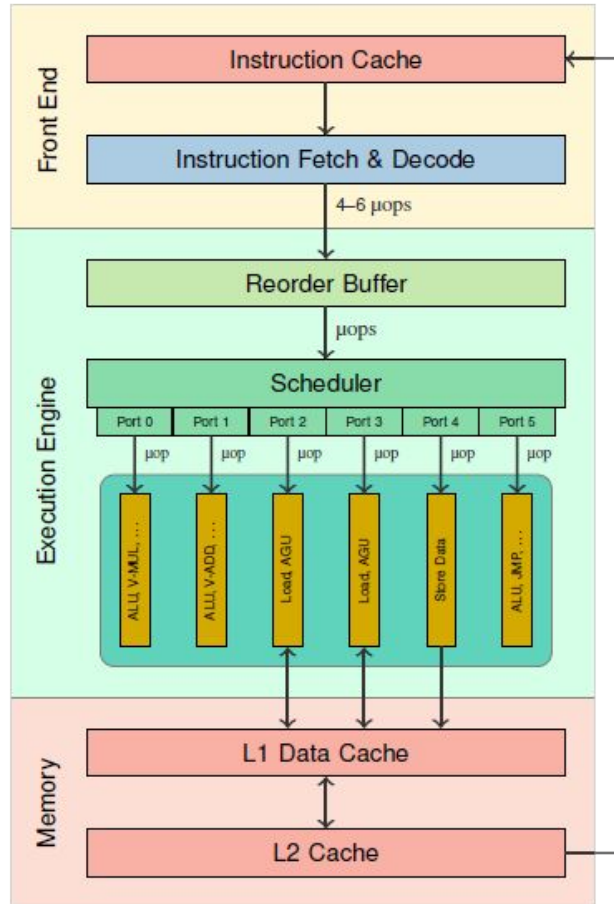 Front End
Instruction Cache
Instruction Fetch & Decode
4–6 µops
Execution Engine
Reorder Buffer
µops
Scheduler
Port 0 Port 1 Port 2 Port 3 Port 4 Port 5
µop µop µop µop µop µop
ALU, V-MUL, . . .
ALU, V-ADD, . . .
Load, AGU
Load, AGU
Store Data
ALU, JMP, . . .
Memory
L1 Data Cache
L2 Cache